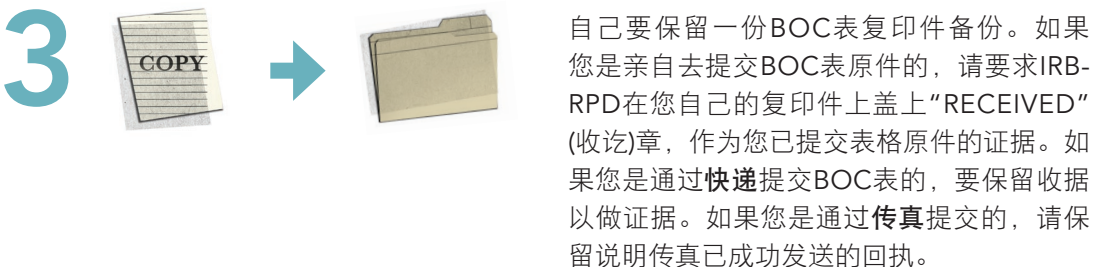 3
COPY
自己要保留一份BOC表复印件备份。如果
您是亲自去提交BOC表原件的，请要求IRB-
RPD在您自己的复印件上盖上“RECEIVED”
(收讫)章，作为您已提交表格原件的证据。如
果您是通过快递提交BOC表的，要保留收据
以做证据。如果您是通过传真提交的，请保
留说明传真已成功发送的回执。